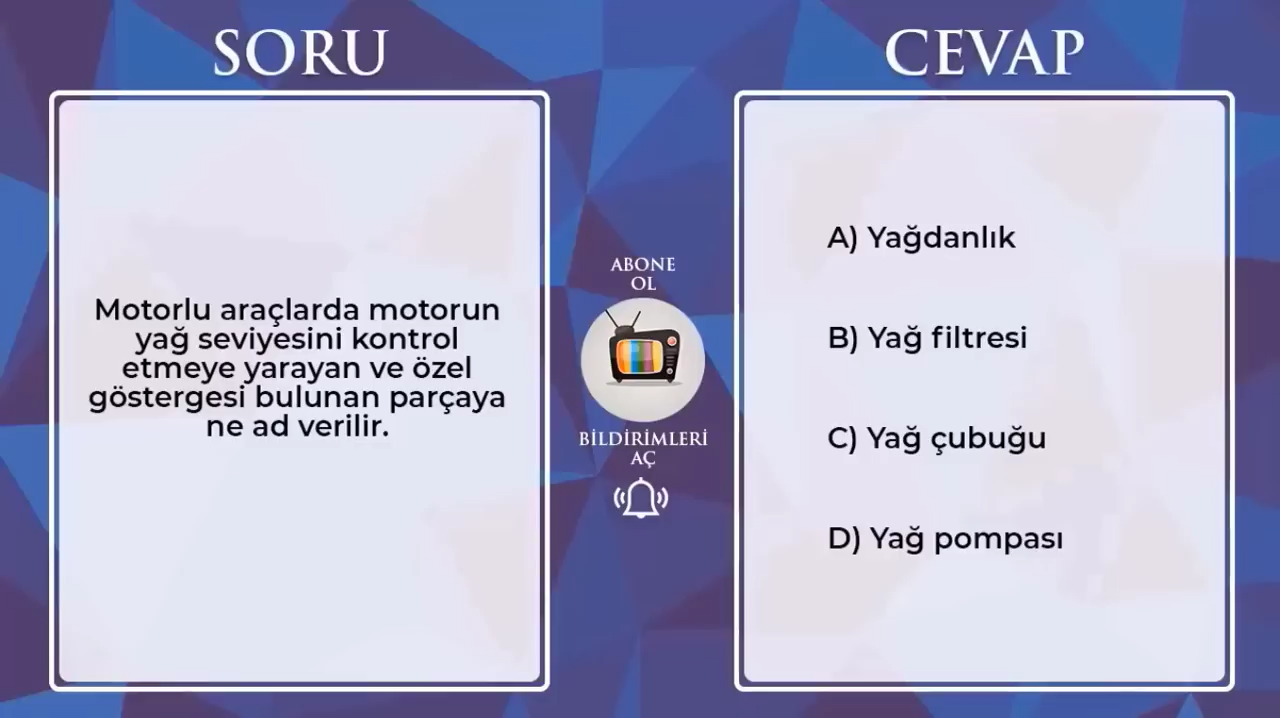 SORU
Motorlu araçlarda motorun
yağ seviyesini kontrol
etmeye yarayan ve özel
göstergesi bulunan parçaya
ne ad verilir.
ABONE
OL
BİLDİRİMLERİ
AÇ
CEVAP
A) Yağdanlık
B) Yağ filtresi
C) Yağ çubuğu
D) Yağ pompası